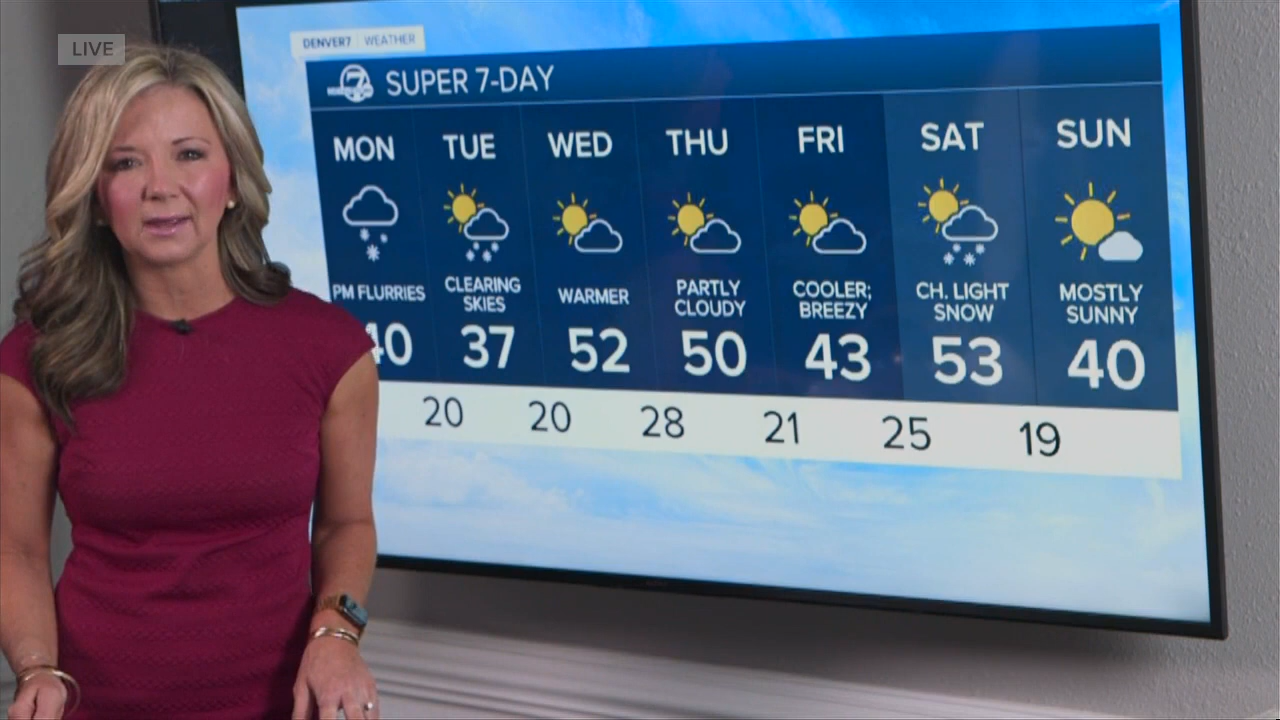 LIVE
DENVER7 WEATHER
7 SUPER 7-DAY
MON TUE WED THU FRI SAT SUN
PM FLURRIES
CLEARING
SKIES
WARMER
PARTLY
CLOUDY
COOLER;
BREEZY
CH. LIGHT
SNOW
MOSTLY
SUNNY
40 37 52 50 43 53 40
20 20 28 21 25 19